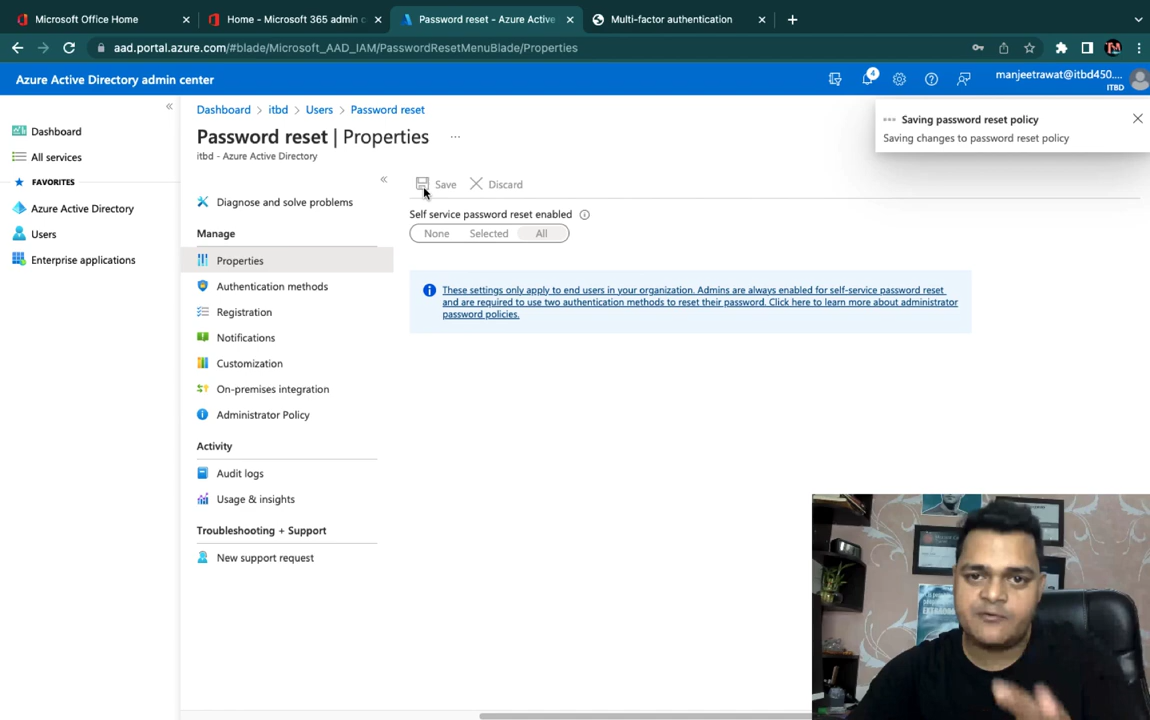 Microsoft Office Home
Home - Microsoft 365 admin c
Password reset - Azure Active
Multi-factor authentication
aad.portal.azure.com/#blade/Microsoft_AAD_IAM/PasswordResetMenuBlade/Properties
Azure Active Directory admin center
4
manjeetrawat@itbd450....
ITBD
Dashboard > itbd > Users > Password reset
Password reset | Properties ...
itbd - Azure Active Directory
Saving password reset policy
Saving changes to password reset policy
Dashboard
All services
FAVORITES
Azure Active Directory
Users
Enterprise applications
Diagnose and solve problems
Manage
Properties
Authentication methods
Registration
Notifications
Customization
On-premises integration
Administrator Policy
Activity
Audit logs
Usage & insights
Troubleshooting + Support
New support request
Save Discard
Self service password reset enabled
None Selected All
These settings only apply to end users in your organization. Admins are always enabled for self-service password reset
and are required to use two authentication methods to reset their password. Click here to learn more about administrator
password policies.